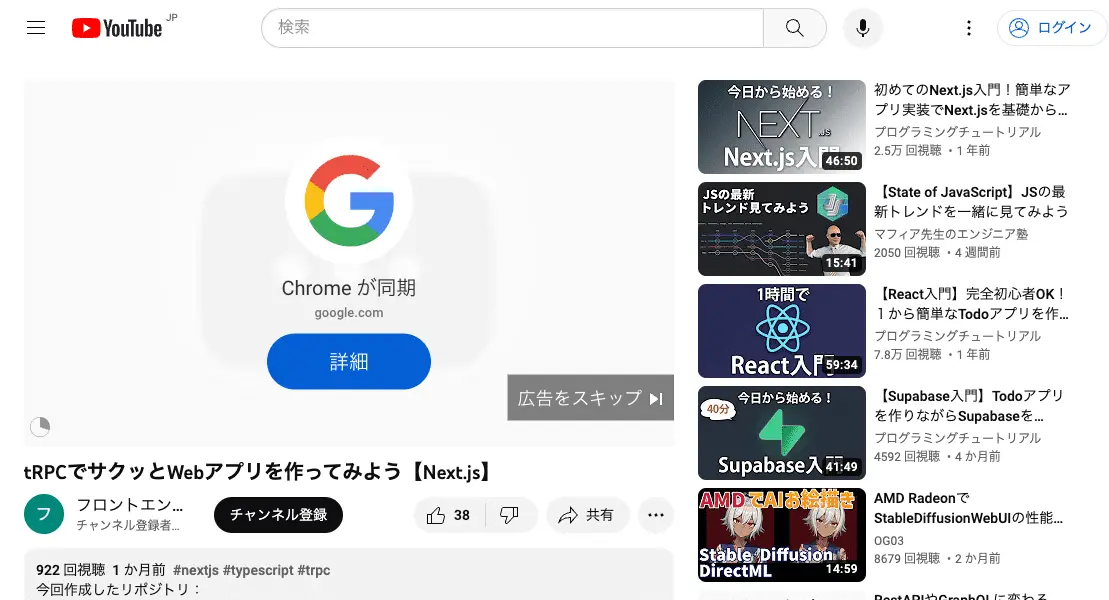 YouTube JP
検索
ログイン
Chrome が同期
google.com
詳細
広告をスキップ
tRPCでサクッとWebアプリを作ってみよう【Next.js】
フ
フロントエン...
チャンネル登録者...
チャンネル登録
38
共有
922 回視聴 1 か月前 #nextjs #typescript #trpc
今回作成したリポジトリ：
今日から始める！
NEXT.js
Next.js入門
46:50
初めてのNext.js入門！簡単なア
プリ実装でNext.jsを基礎から...
プログラミングチュートリアル
2.5万 回視聴・1 年前
JSの最新
トレンド見てみよう
15:41
【State of JavaScript】JSの最
新トレンドを一緒に見てみよう
マフィア先生のエンジニア塾
2050 回視聴・4 週間前
1時間で
React入門
59:34
【React入門】完全初心者OK！
１から簡単なTodoアプリを作...
プログラミングチュートリアル
7.8万 回視聴・1 年前
今日から始める！
40分
Supabase入門
41:49
【Supabase入門】Todoアプリ
を作りながらSupabaseを...
プログラミングチュートリアル
4592 回視聴・4 か月前
AMDでAIお絵描き
Stable Diffusion
DirectML
14:59
AMD Radeonで
StableDiffusionWebUIの性能...
OG03
8679 回視聴・2 か月前
RestAPIやGraphQLに変わる